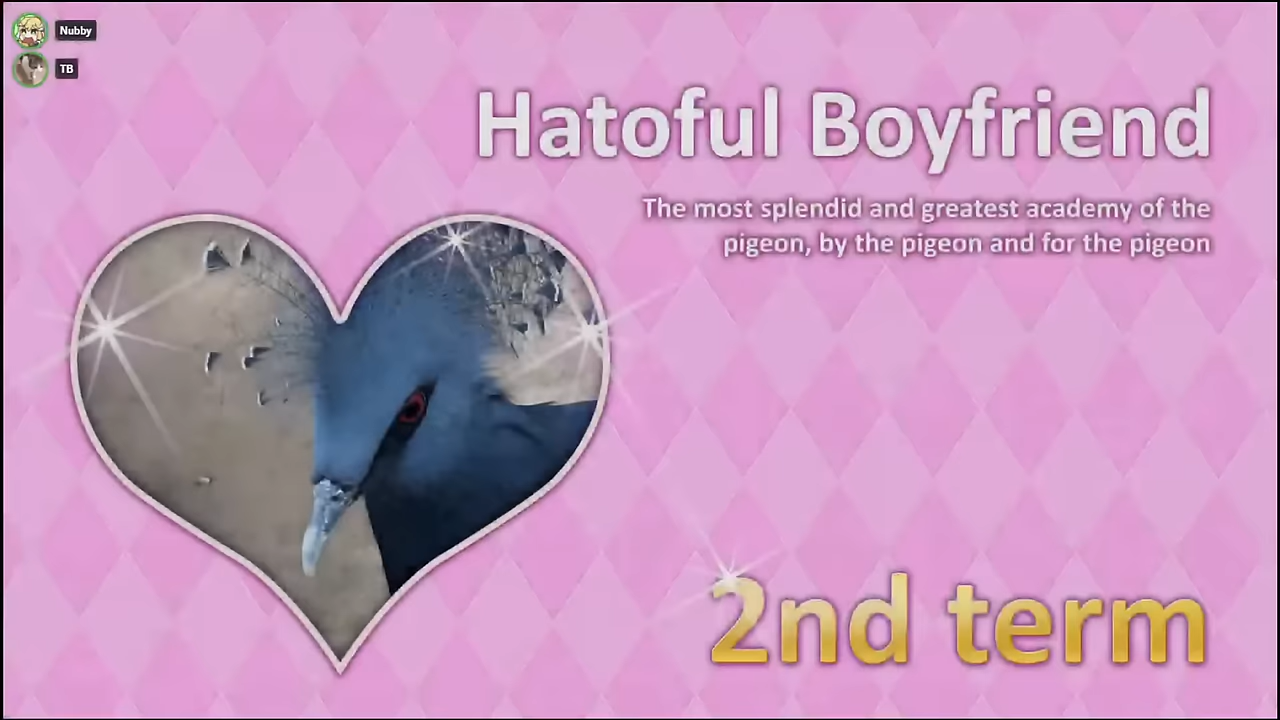 Nubby
TB
Hatoful Boyfriend
The most splendid and greatest academy of the
pigeon, by the pigeon and for the pigeon
2nd term